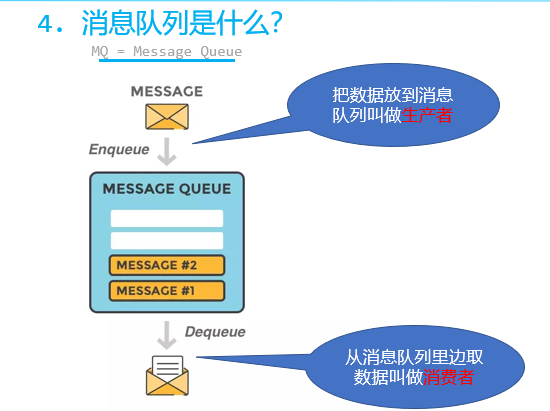 4. 消息队列是什么?
MQ = Message Queue
MESSAGE
把数据放到消息
队列叫做生产者
Enqueue
MESSAGE QUEUE
MESSAGE #2
MESSAGE #1
Dequeue
从消息队列里边取
数据叫做消费者